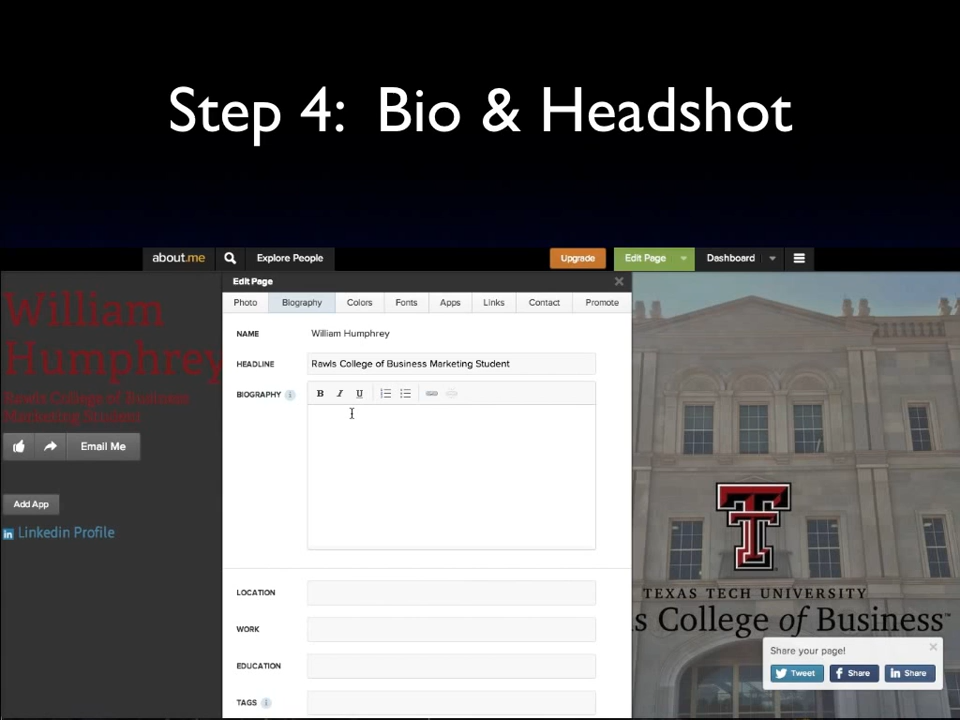 Step 4: Bio & Headshot
about.me
Explore People
Upgrade
Edit Page
Dashboard
William
Humphrey
Rawls College of Business
Marketing Student
Email Me
Add App
in Linkedin Profile
Edit Page
Photo
Biography
Colors
Fonts
Apps
Links
Contact
Promote
NAME
William Humphrey
HEADLINE
Rawls College of Business Marketing Student
BIOGRAPHY
B I U
LOCATION
WORK
EDUCATION
TAGS
T
TEXAS TECH UNIVERSITY
s College of Business™
Share your page!
Tweet
f Share
in Share